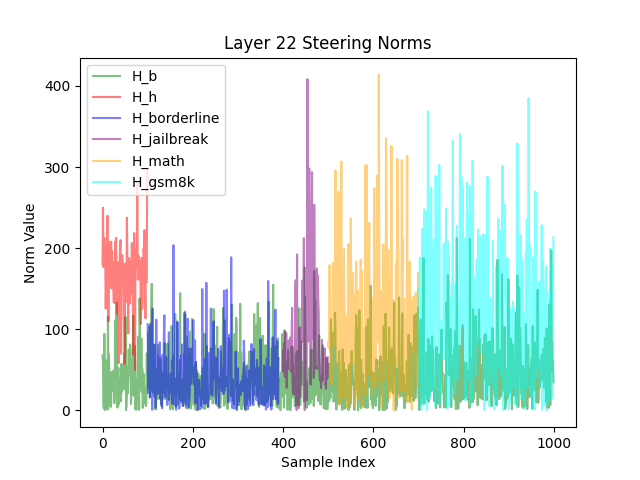 Layer 22 Steering Norms
H_b
H_h
H_borderline
H_jailbreak
H_math
H_gsm8k
400
300
200
100
0
Norm Value
0
200
400
600
800
1000
Sample Index